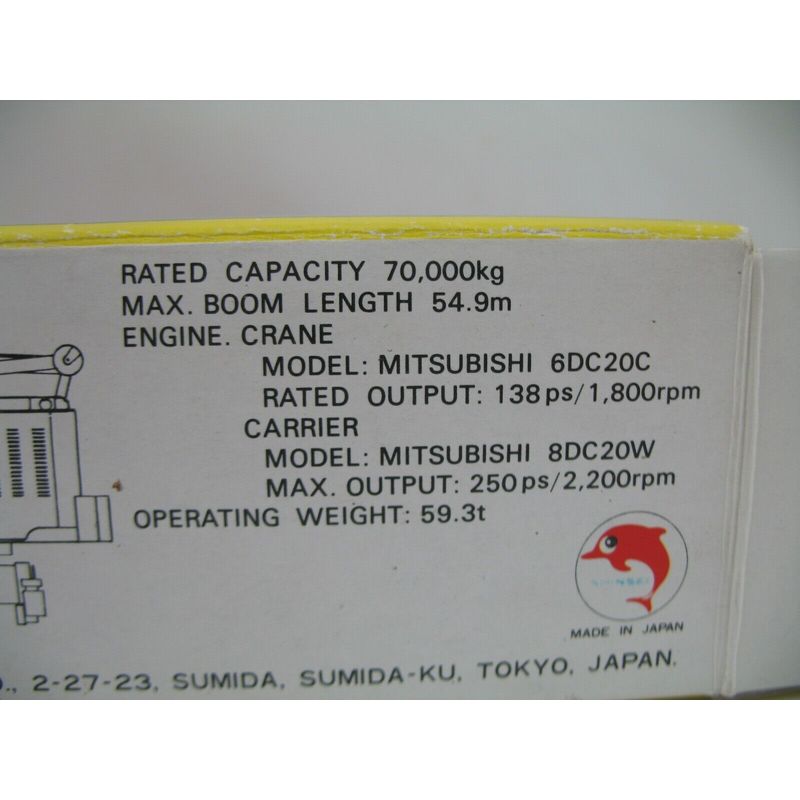 RATED CAPACITY 70,000kg
MAX. BOOM LENGTH 54.9m
ENGINE. CRANE
MODEL: MITSUBISHI 6DC20C
RATED OUTPUT: 138ps/1,800rpm
CARRIER
MODEL: MITSUBISHI 8DC20W
MAX. OUTPUT: 250ps/2,200rpm
OPERATING WEIGHT: 59.3t
SHINSEI
MADE IN JAPAN
2-27-23, SUMIDA, SUMIDA-KU, TOKYO, JAPAN.